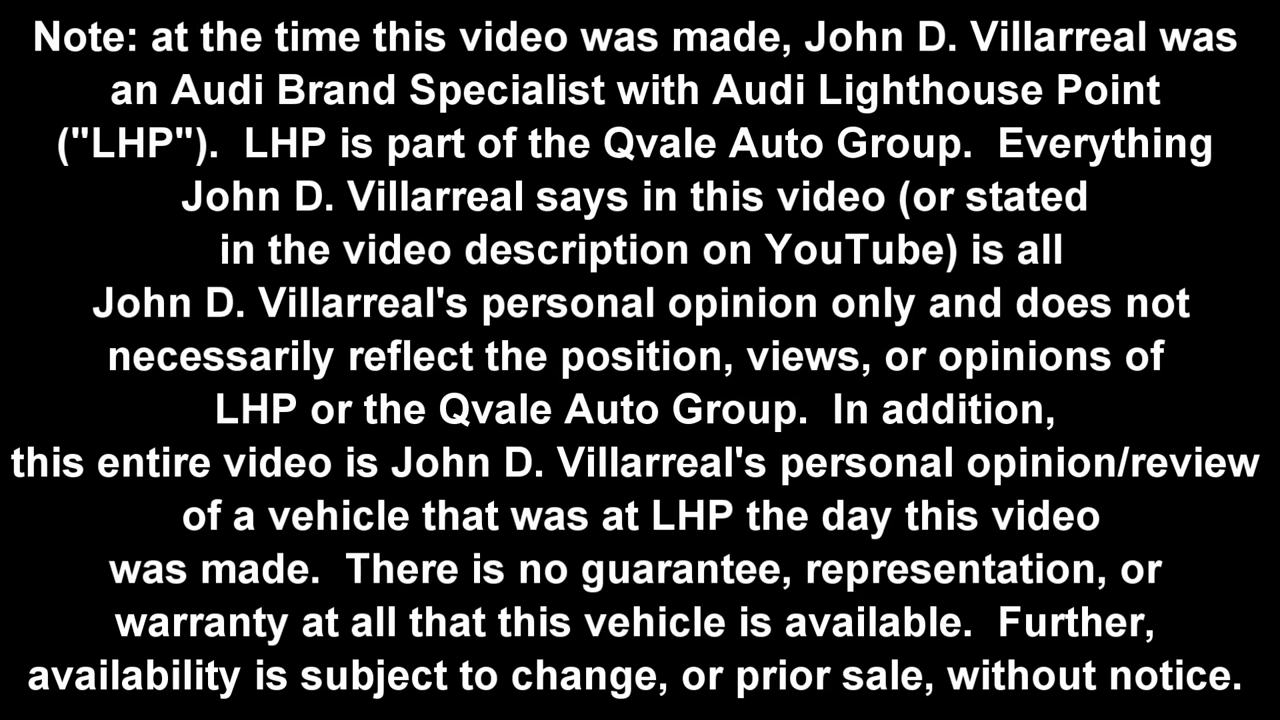 Note: at the time this video was made, John D. Villarreal was
an Audi Brand Specialist with Audi Lighthouse Point
("LHP").  LHP is part of the Qvale Auto Group.  Everything
John D. Villarreal says in this video (or stated
in the video description on YouTube) is all
John D. Villarreal's personal opinion only and does not
necessarily reflect the position, views, or opinions of
LHP or the Qvale Auto Group.  In addition,
this entire video is John D. Villarreal's personal opinion/review
of a vehicle that was at LHP the day this video
was made.  There is no guarantee, representation, or
warranty at all that this vehicle is available.  Further,
availability is subject to change, or prior sale, without notice.